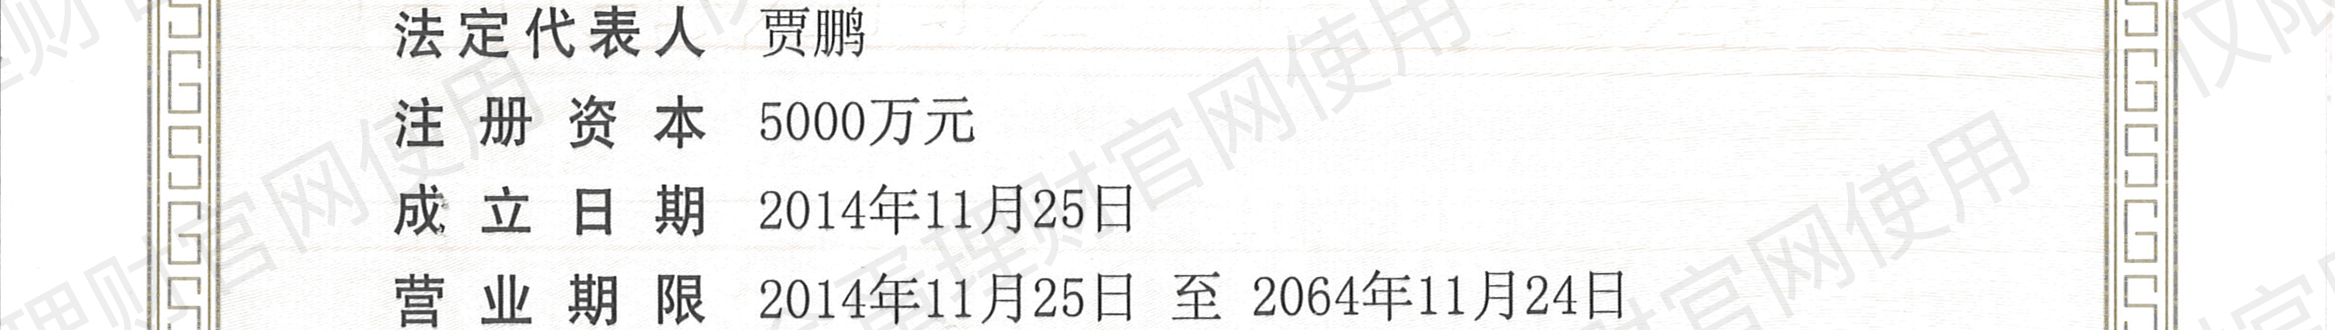 法定代表人 贾鹏
注册资本 5000万元
成立日期 2014年11月25日
营业期限 2014年11月25日 至 2064年11月24日
理财官网使用
理财官网使用
官网使用
仅限